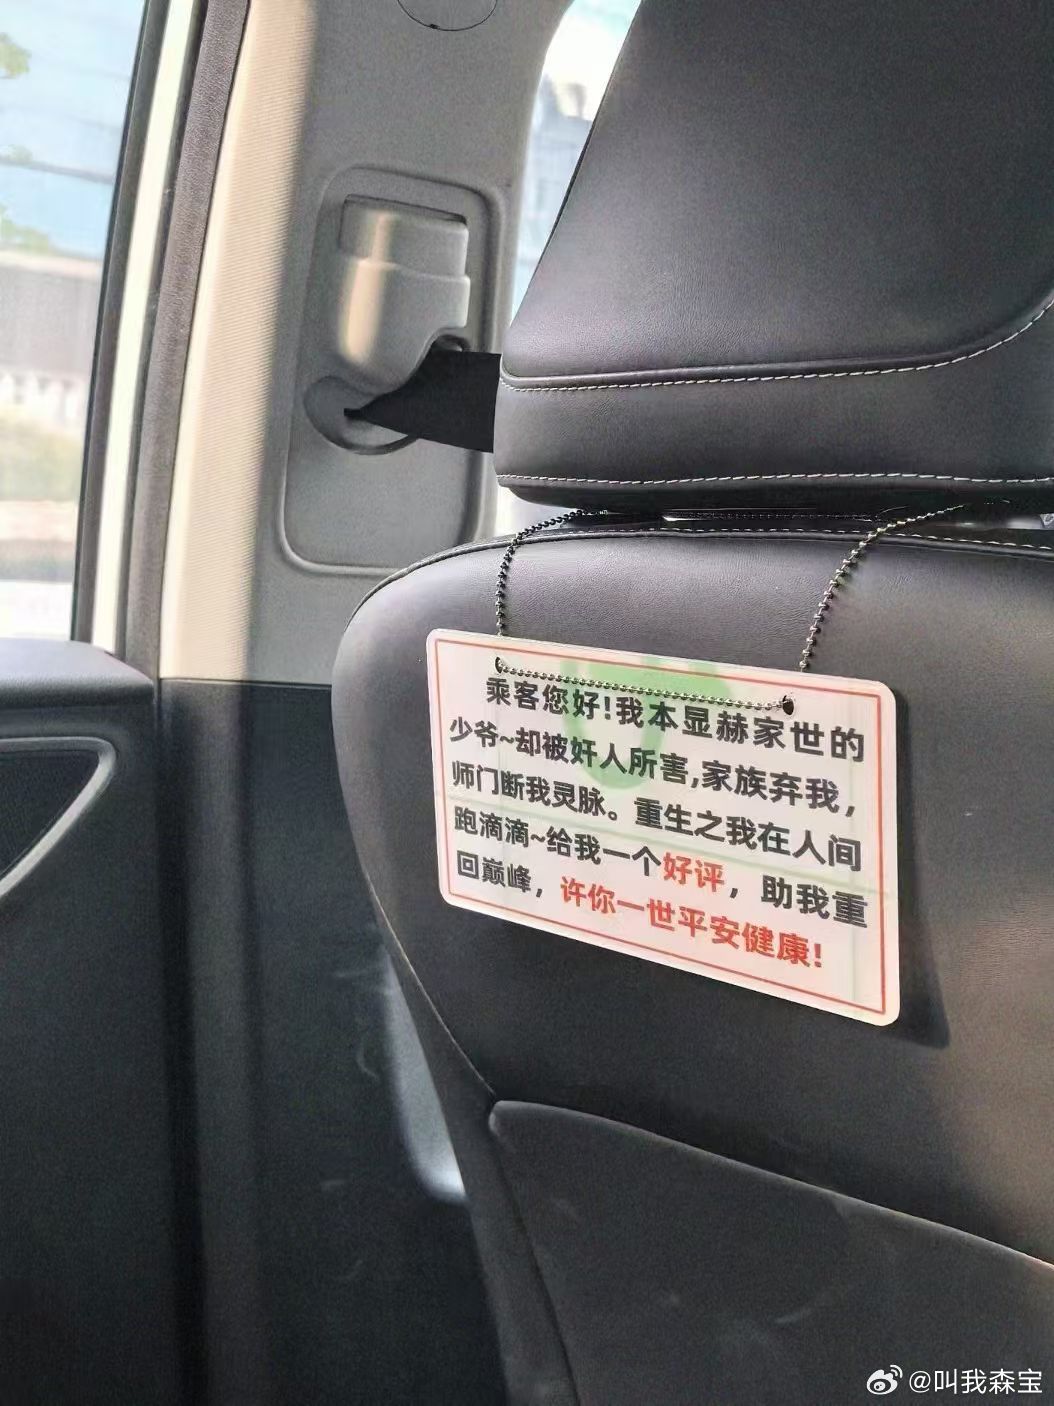 乘客您好!我本显赫家世的
少爷~却被奸人所害,家族弃我，
师门断我灵脉。重生之我在人间
跑滴滴~给我一个好评，助我重
回巅峰，许你一世平安健康!
@叫我森宝